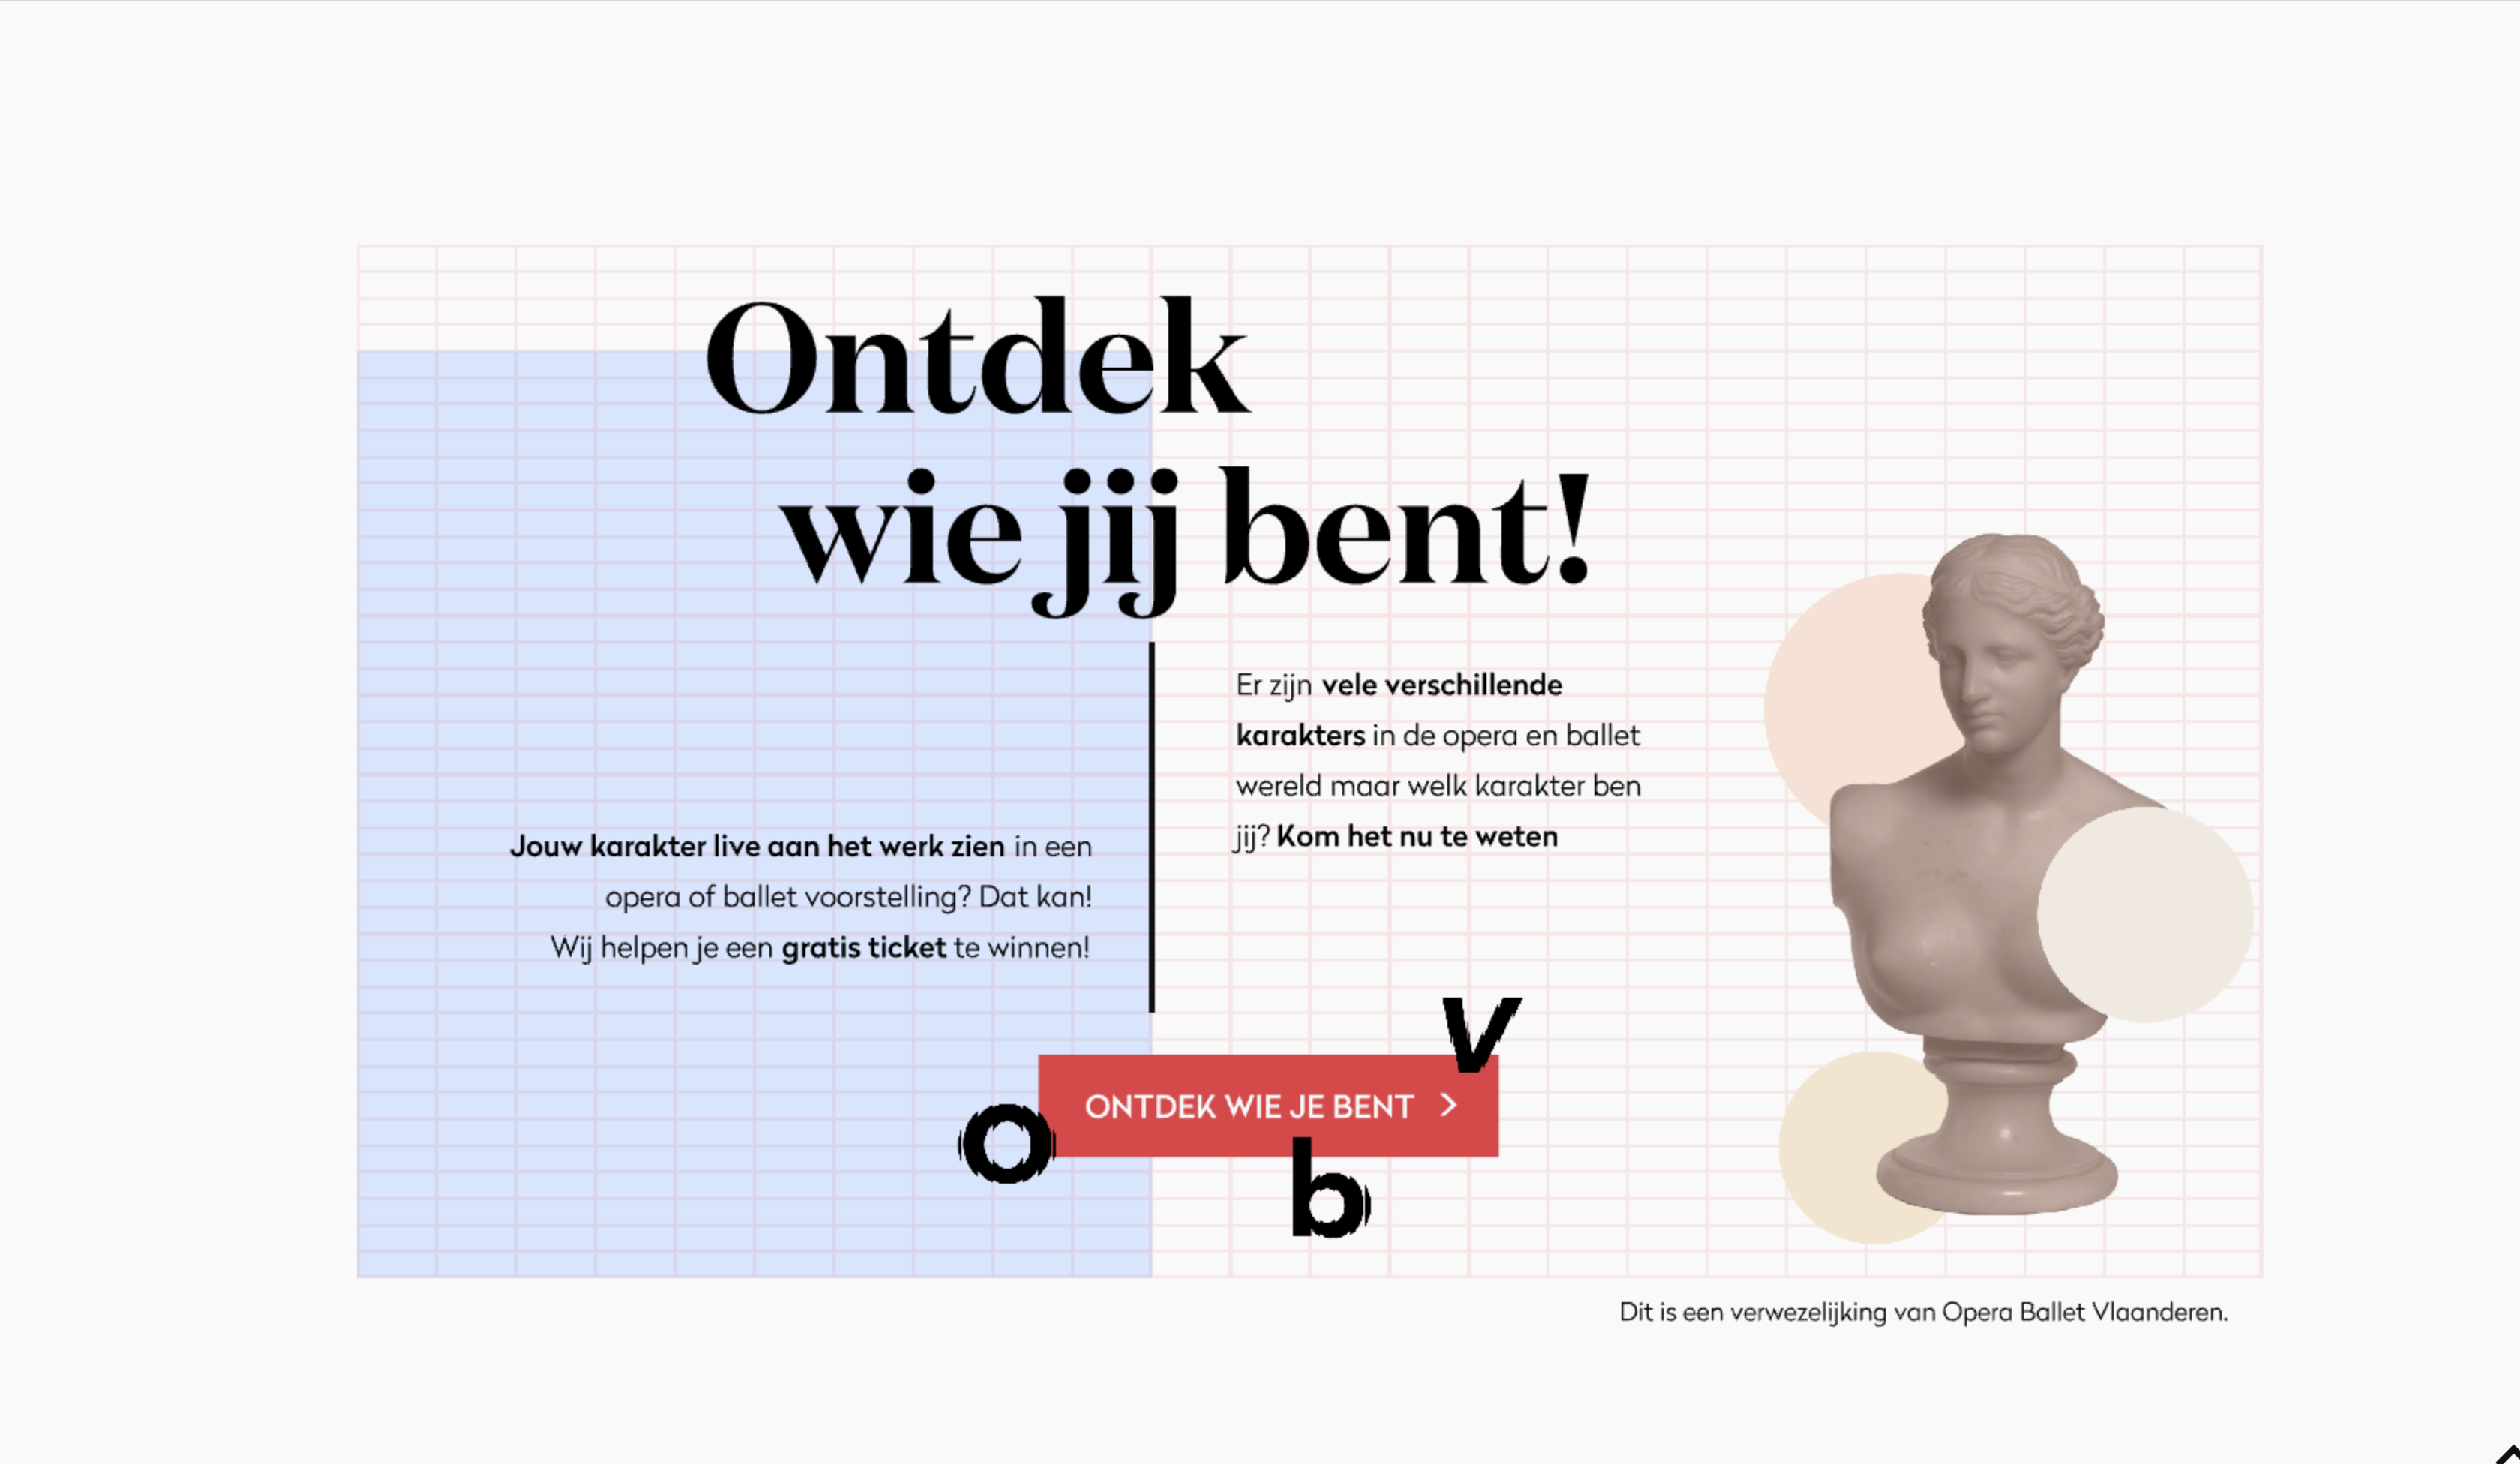 Ontdek
wie jij bent!
Er zijn vele verschillende
karakters in de opera en ballet
wereld maar welk karakter ben
jij? Kom het nu te weten
Jouw karakter live aan het werk zien in een
opera of ballet voorstelling? Dat kan!
Wij helpen je een gratis ticket te winnen!
ONTDEK WIE JE BENT
o
b
v
Dit is een verwezelijking van Opera Ballet Vlaanderen.